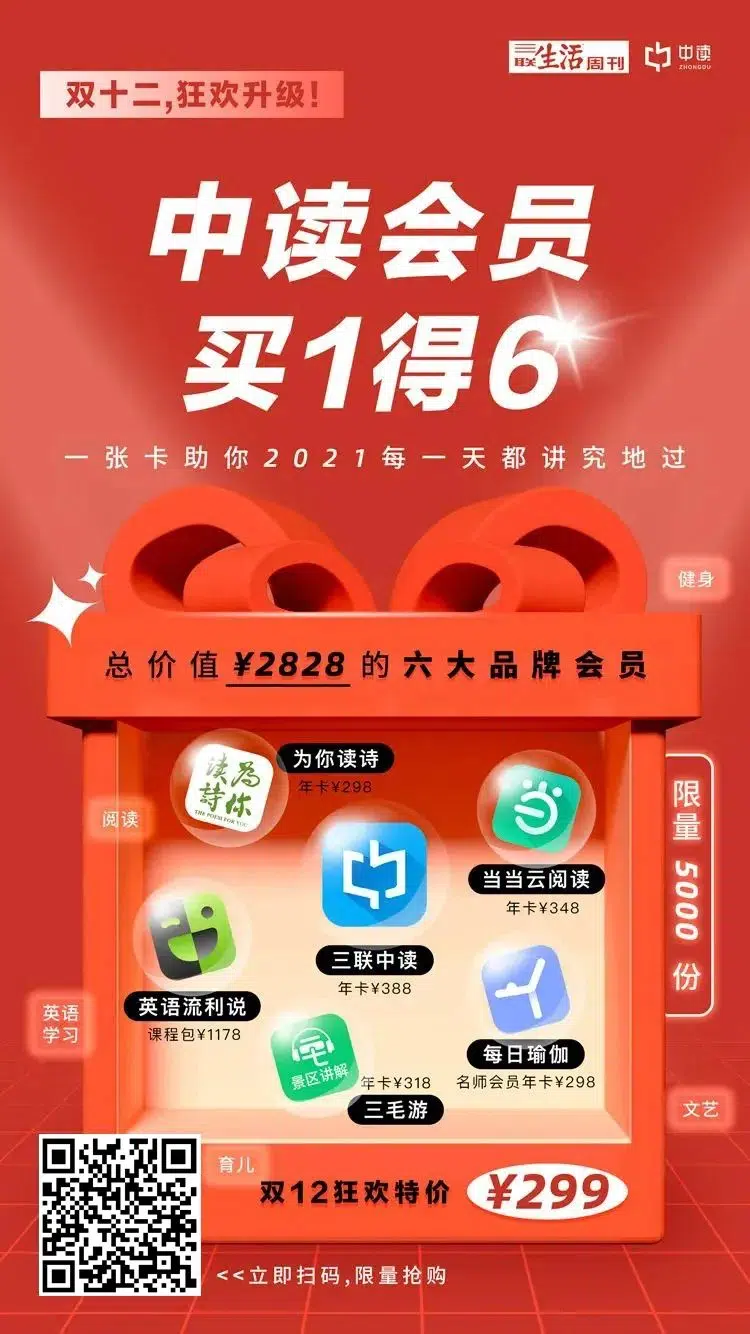 三联生活周刊
中读
ZHONGDU
双十二,狂欢升级!
中读会员
买1得6
一张卡助你2021每一天都讲究地过
健身
总价值¥2828的六大品牌会员
为你读诗
THE POEM FOR YOU
为你读诗
年卡¥298
阅读
当当云阅读
年卡¥348
限量5000份
三联中读
年卡¥388
英语流利说
课程包¥1178
英语
学习
每日瑜伽
名师会员年卡¥298
景区讲解
年卡¥318
三毛游
文艺
育儿
双12狂欢特价 ¥299
<<立即扫码,限量抢购